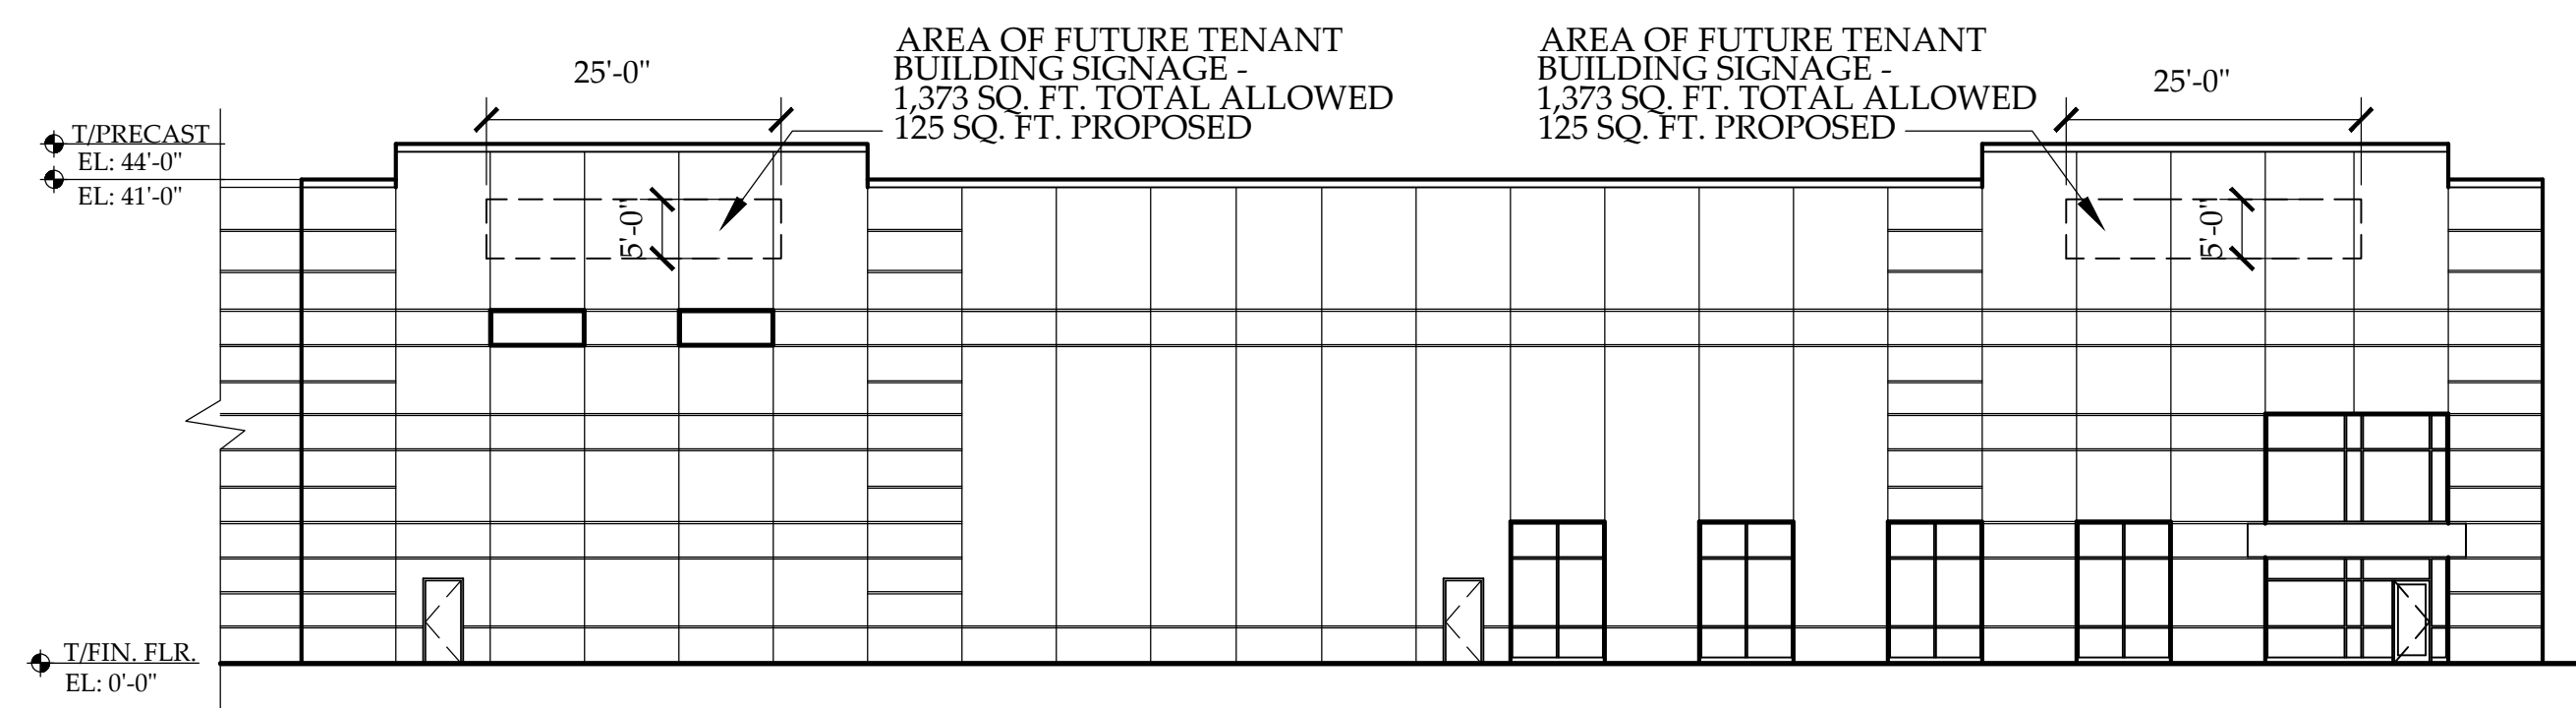 AREA OF FUTURE TENANT
BUILDING SIGNAGE -
1,373 SQ. FT. TOTAL ALLOWED
125 SQ. FT. PROPOSED
AREA OF FUTURE TENANT
BUILDING SIGNAGE -
1,373 SQ. FT. TOTAL ALLOWED
125 SQ. FT. PROPOSED
25'-0"
25'-0"
T/PRECAST
EL: 44'-0"
EL: 41'-0"
5'-0"
5'-0"
T/FIN. FLR.
EL: 0'-0"